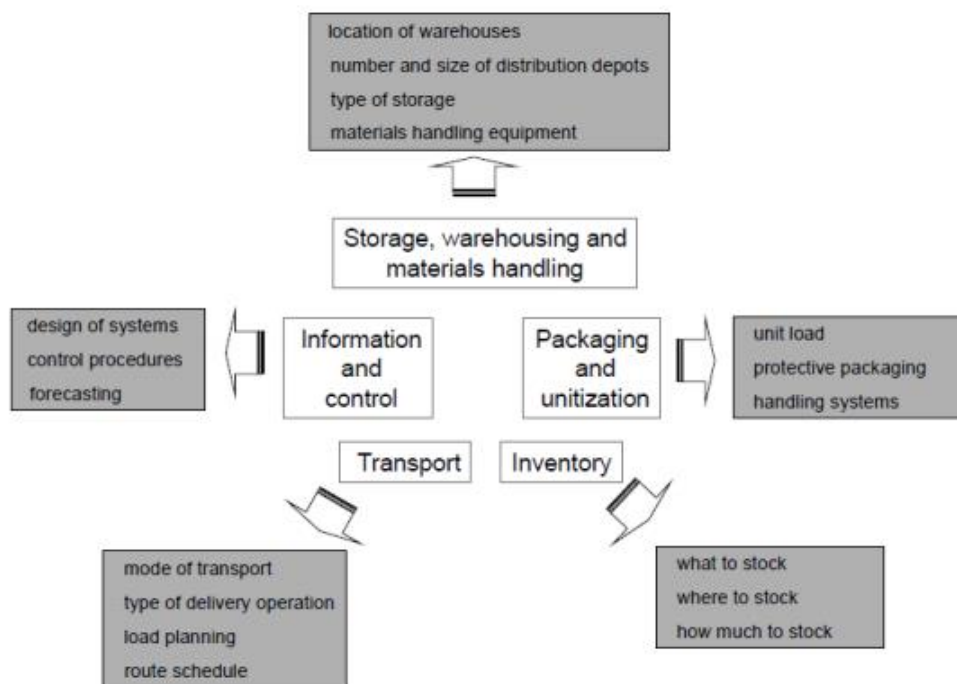 location of warehouses
number and size of distribution depots
type of storage
materials handling equipment
Storage, warehousing and
materials handling
design of systems
control procedures
forecasting
Information
and
control
Packaging
and
unitization
unit load
protective packaging
handling systems
Transport
Inventory
mode of transport
type of delivery operation
load planning
route schedule
what to stock
where to stock
how much to stock